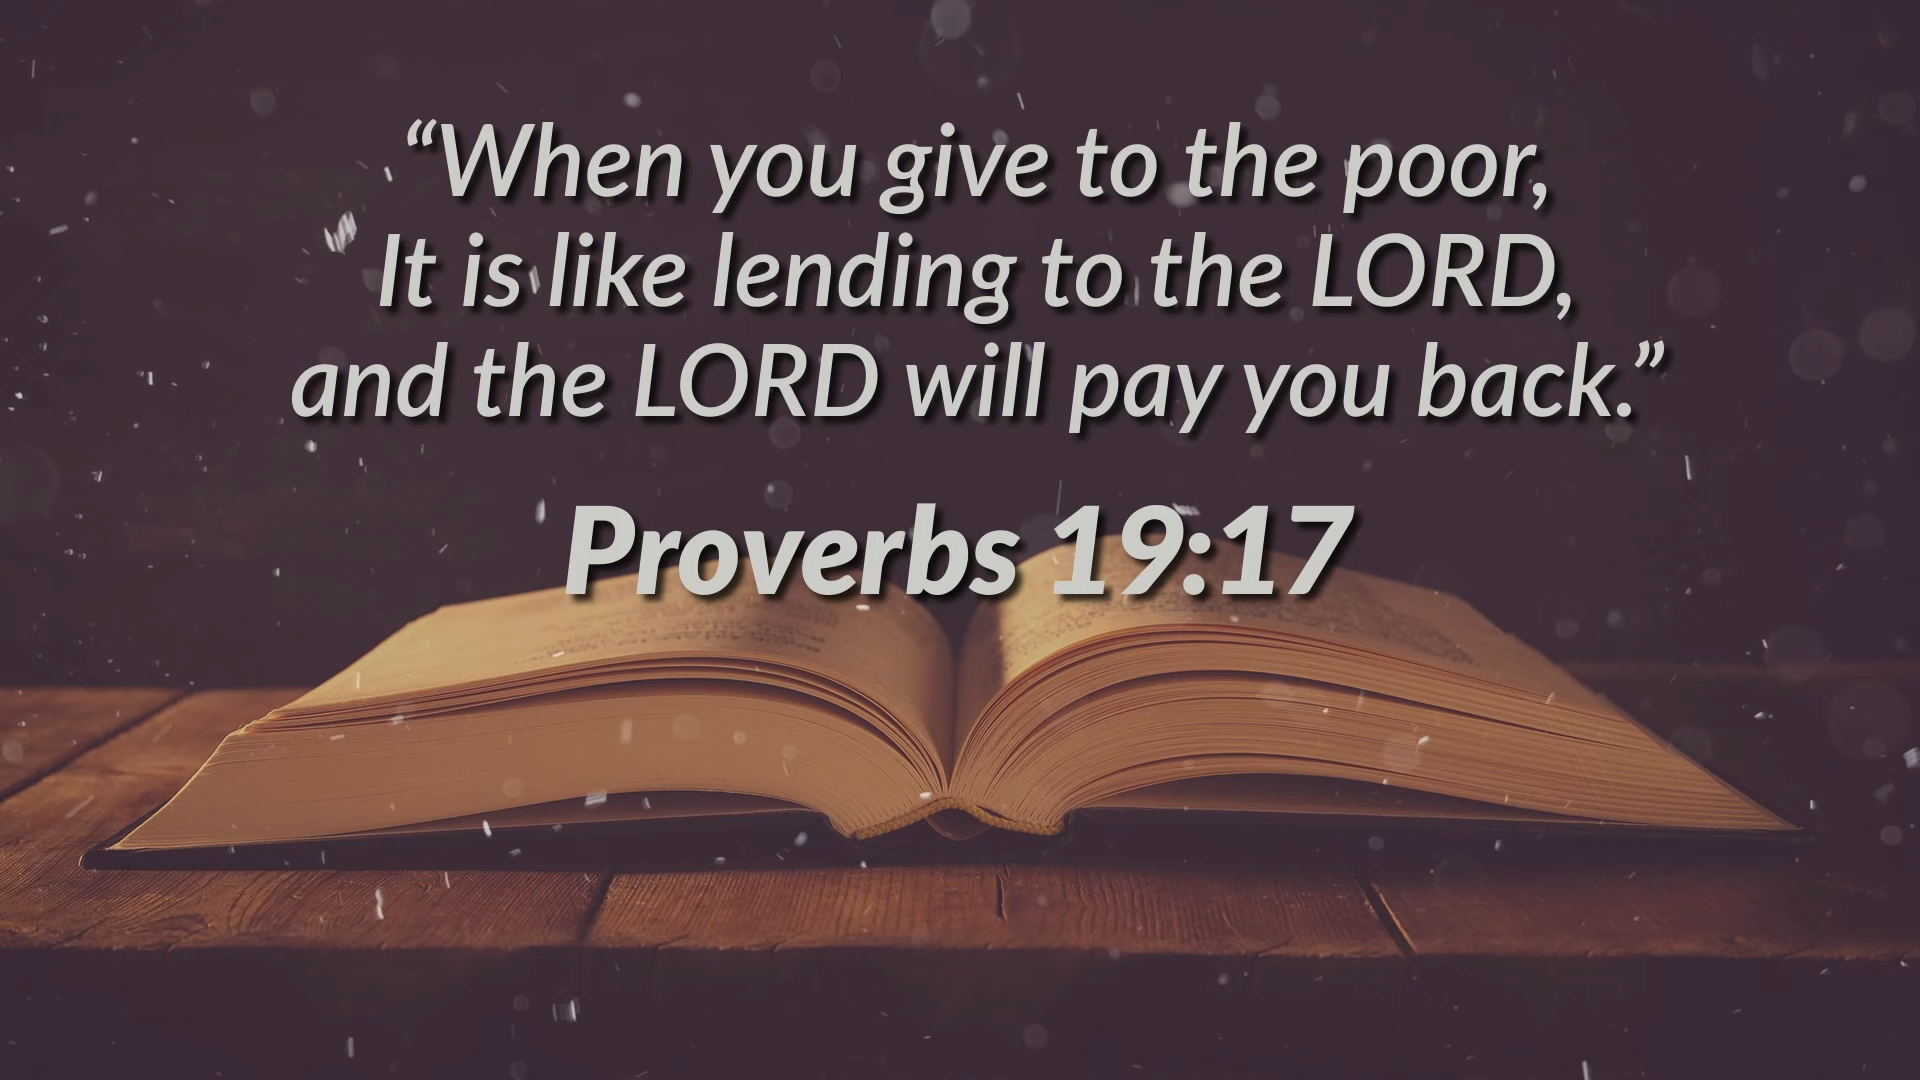 “When you give to the poor,
It is like lending to the LORD,
and the LORD will pay you back.”
Proverbs 19:17